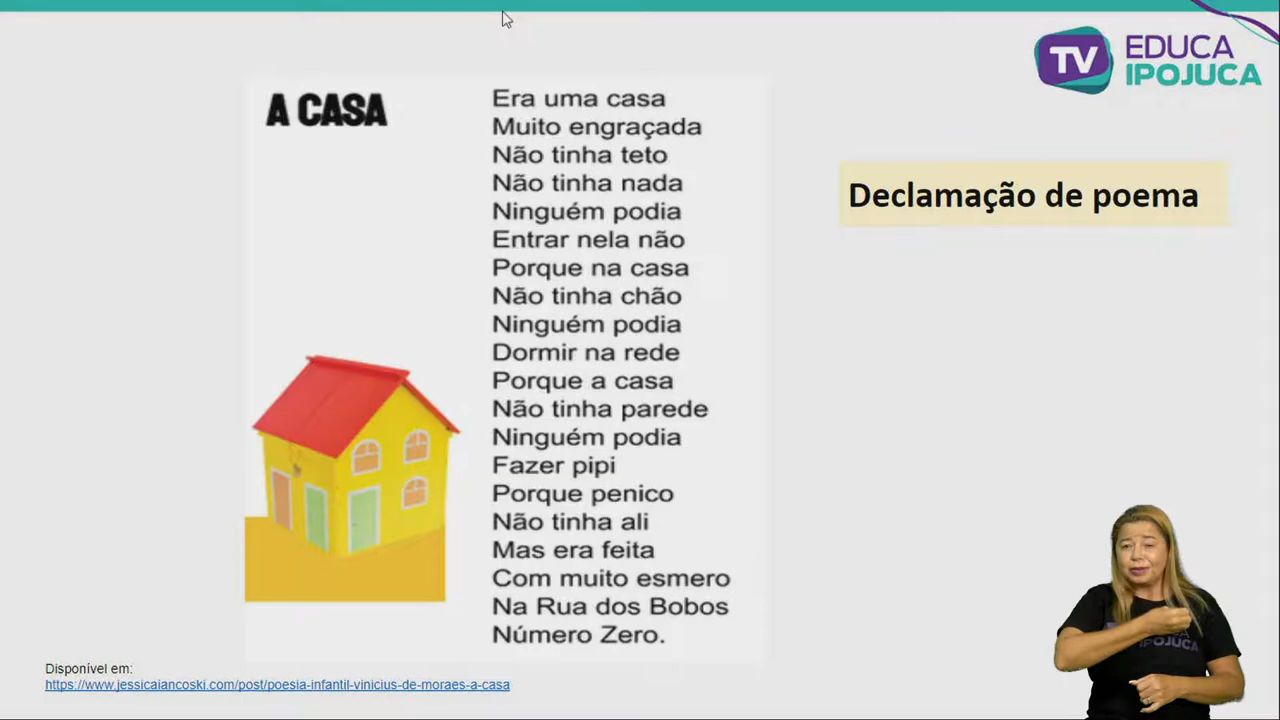 TV EDUCA
IPOJUCA
A CASA
Era uma casa
Muito engraçada
Não tinha teto
Não tinha nada
Ninguém podia
Entrar nela não
Porque na casa
Não tinha chão
Ninguém podia
Dormir na rede
Porque a casa
Não tinha parede
Ninguém podia
Fazer pipi
Porque penico
Não tinha ali
Mas era feita
Com muito esmero
Na Rua dos Bobos
Número Zero.
Declamação de poema
Disponível em:
https://www.jessicaiancoski.com/post/poesia-infantil-vinicius-de-moraes-a-casa
EDUCA
IPOJUCA